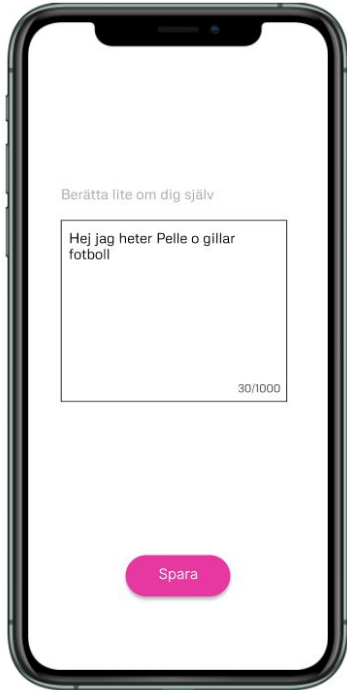 Berätta lite om dig själv
Hej jag heter Pelle o gillar
fotboll
30/1000
Spara